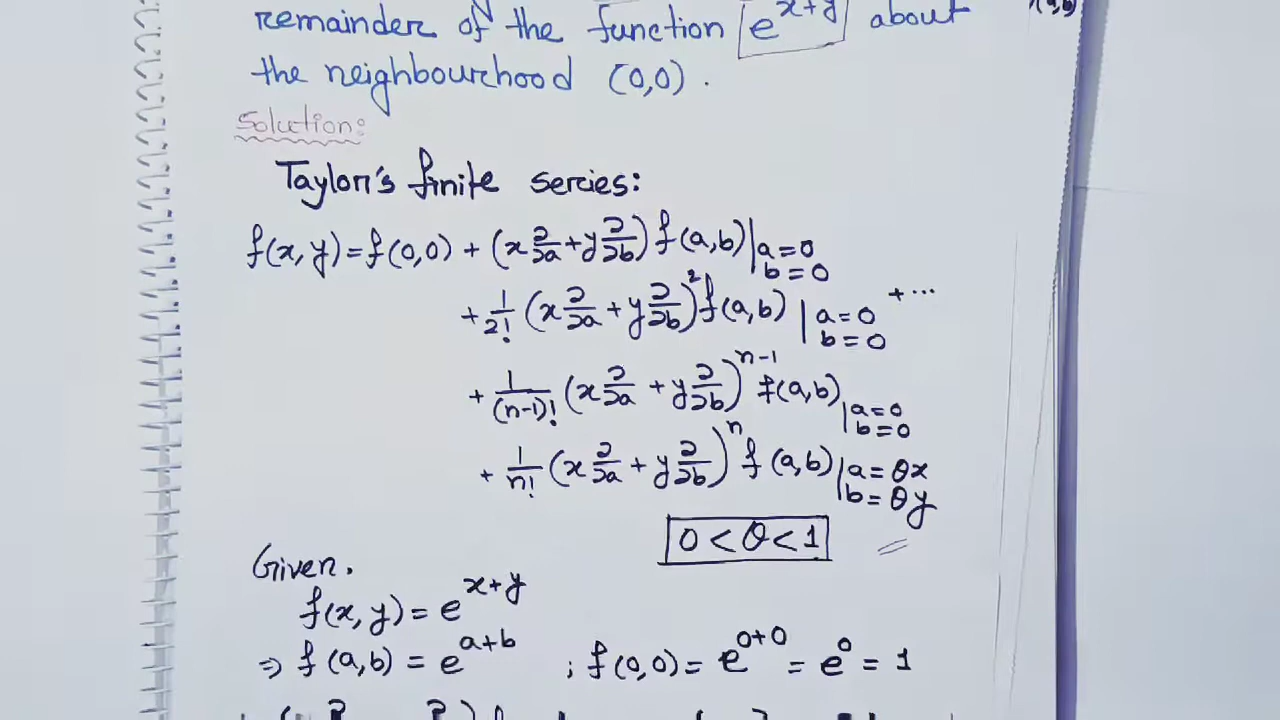 remainder of the function e^{x+y} about
the neighbourhood (0,0).
Solution:
Taylor's finite series:
f(x,y)=f(0,0) + (x ∂/∂a + y ∂/∂b) f(a,b)|a=0 b=0
+ 1/2! (x ∂/∂a + y ∂/∂b)^2 f(a,b) |a=0 b=0 + ...
+ 1/(n-1)! (x ∂/∂a + y ∂/∂b)^{n-1} f(a,b)|a=0 b=0
+ 1/n! (x ∂/∂a + y ∂/∂b)^n f(a,b)|a=θx b=θy
0<θ<1
Given.
f(x,y) = e^{x+y}
⇒ f(a,b) = e^{a+b} ; f(0,0) = e^{0+0} = e^0 = 1